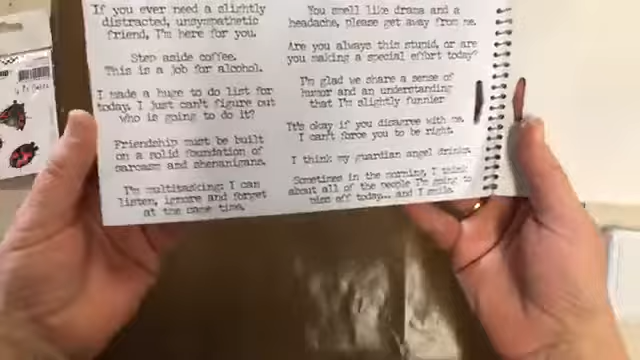 If you ever need a slightly
distracted, unsympathetic
friend, I'm here for you.
Step aside coffee.
This is a job for alcohol.
I made a huge to do list for
today. I just can't figure out
who is going to do it?
Friendship must be built
on a solid foundation of
sarcasm and shenanigans.
I'm multitasking: I can
listen, ignore and forget
at the same time.
You smell like drama and a
headache, please get away from me.
Are you always this stupid, or are
you making a special effort today?
I'm glad we share a sense of
humor and an understanding
that I'm slightly funnier
It's okay if you disagree with me.
I can't force you to be right.
I think my guardian angel drinks.
Sometimes in the morning, I think
about all of the people I'm going to
piss off today... and I smile.